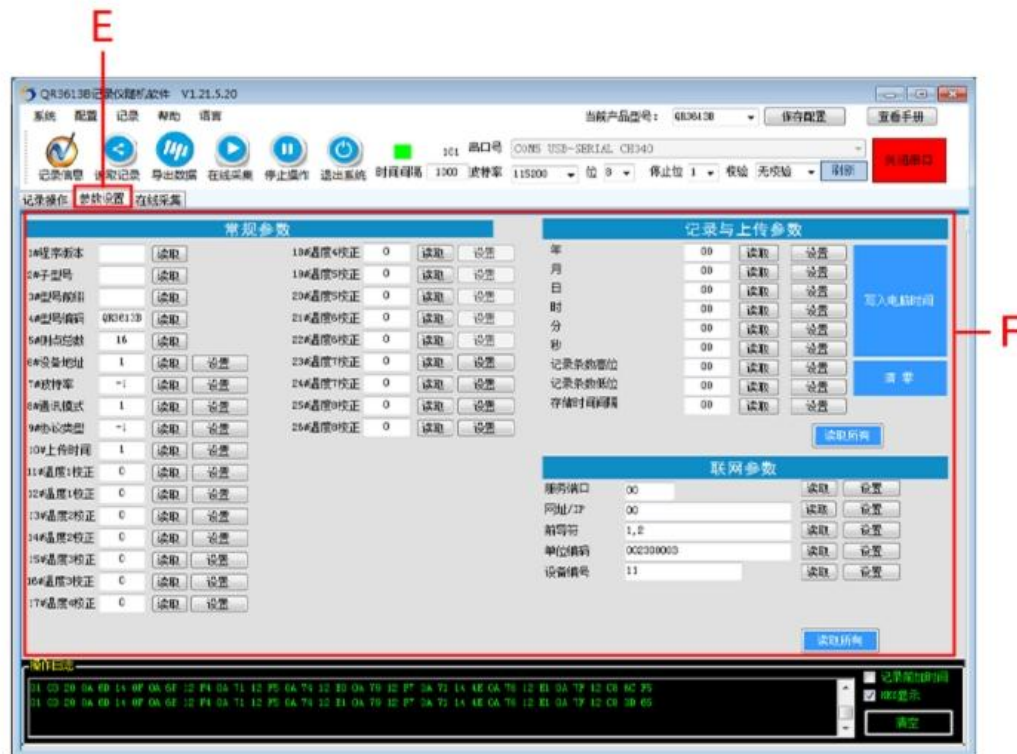 E
QR3613B记录仪随机软件 V1.21.5.20
系统 配置 记录 帮助 语言 当前产品型号: QR3613B 保存配置 查看手册
101 串口号 COM5 USB-SERIAL CH340 关闭串口
记录信息 读取记录 导出数据 在线采集 停止操作 退出系统 时间间隔 1000 波特率 115200 位 8 停止位 1 校验 无校验 刷新
记录操作 参数设置 在线采集
常规参数 记录与上传参数
1#程序版本 读取 18#温度4校正 0 读取 设置 年 00 读取 设置
2#子型号 读取 19#温度5校正 0 读取 设置 月 00 读取 设置
3#型号前缀 读取 20#温度5校正 0 读取 设置 日 00 读取 设置 写入电脑时间
4#型号编码 QR3613B 读取 21#温度6校正 0 读取 设置 时 00 读取 设置
5#测点总数 16 读取 22#温度6校正 0 读取 设置 分 00 读取 设置 F
6#设备地址 1 读取 设置 23#温度7校正 0 读取 设置 秒 00 读取 设置
7#波特率 -1 读取 设置 24#温度7校正 0 读取 设置 记录条数高位 00 读取 设置 清零
8#通讯模式 1 读取 设置 25#温度8校正 0 读取 设置 记录条数低位 00 读取 设置
9#协议类型 -1 读取 设置 26#温度8校正 0 读取 设置 存储时间间隔 00 读取 设置
10#上传时间 1 读取 设置 读取所有
11#温度1校正 0 读取 设置 联网参数
12#温度1校正 0 读取 设置 服务端口 00 读取 设置
13#温度2校正 0 读取 设置 网址/IP 00 读取 设置
14#温度2校正 0 读取 设置 前导符 1,2 读取 设置
15#温度3校正 0 读取 设置 单位编码 002300003 读取 设置
16#温度3校正 0 读取 设置 设备编号 11 读取 设置
17#温度4校正 0 读取 设置
读取所有
操作日志
记录前加时间
HEX显示
清空